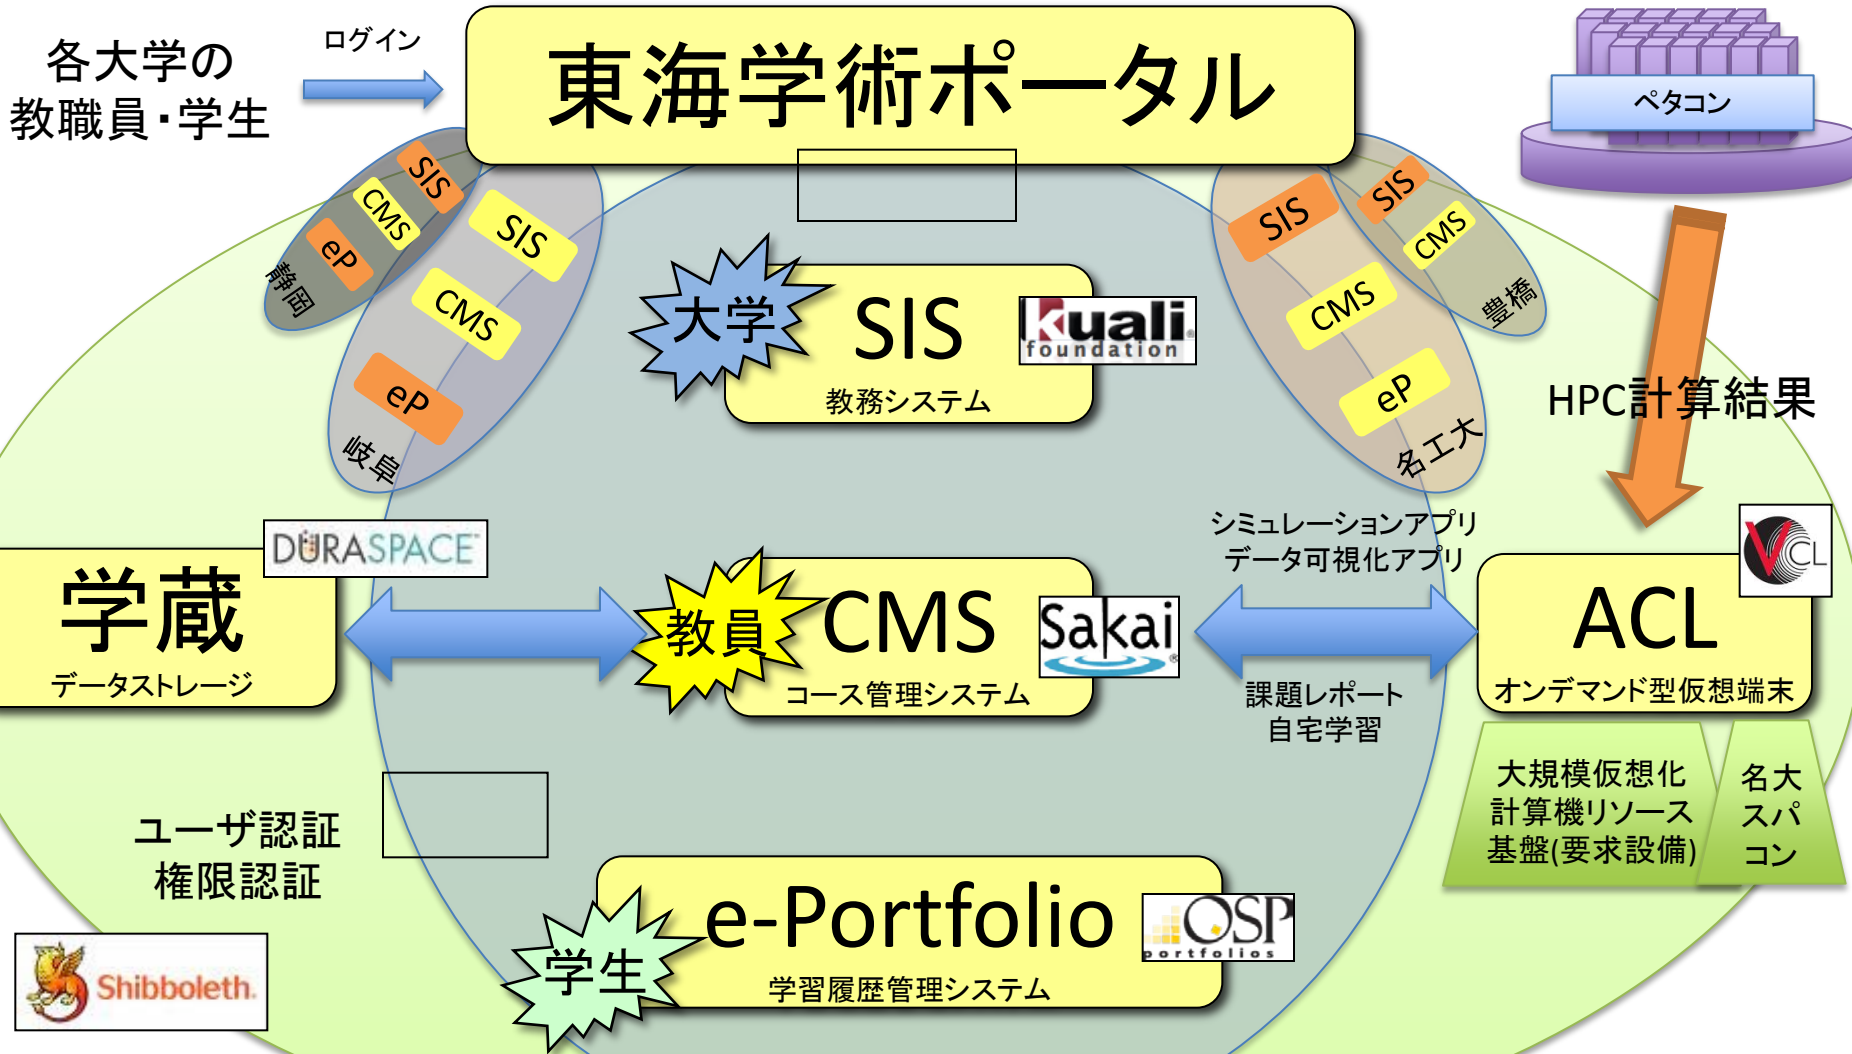 各大学の
教職員・学生
ログイン
東海学術ポータル
ペタコン
SIS
CMS
eP
静岡
SIS
CMS
eP
岐阜
SIS
CMS
eP
名工大
SIS
CMS
豊橋
大学
SIS
教務システム
kuali
foundation
HPC計算結果
DURASPACE
学蔵
データストレージ
教員
CMS
コース管理システム
Sakai
シミュレーションアプリ
データ可視化アプリ
課題レポート
自宅学習
VCL
ACL
オンデマンド型仮想端末
大規模仮想化
計算機リソース
基盤(要求設備)
名大
スパ
コン
ユーザ認証
権限認証
Shibboleth.
学生
e-Portfolio
学習履歴管理システム
OSP
portfolios